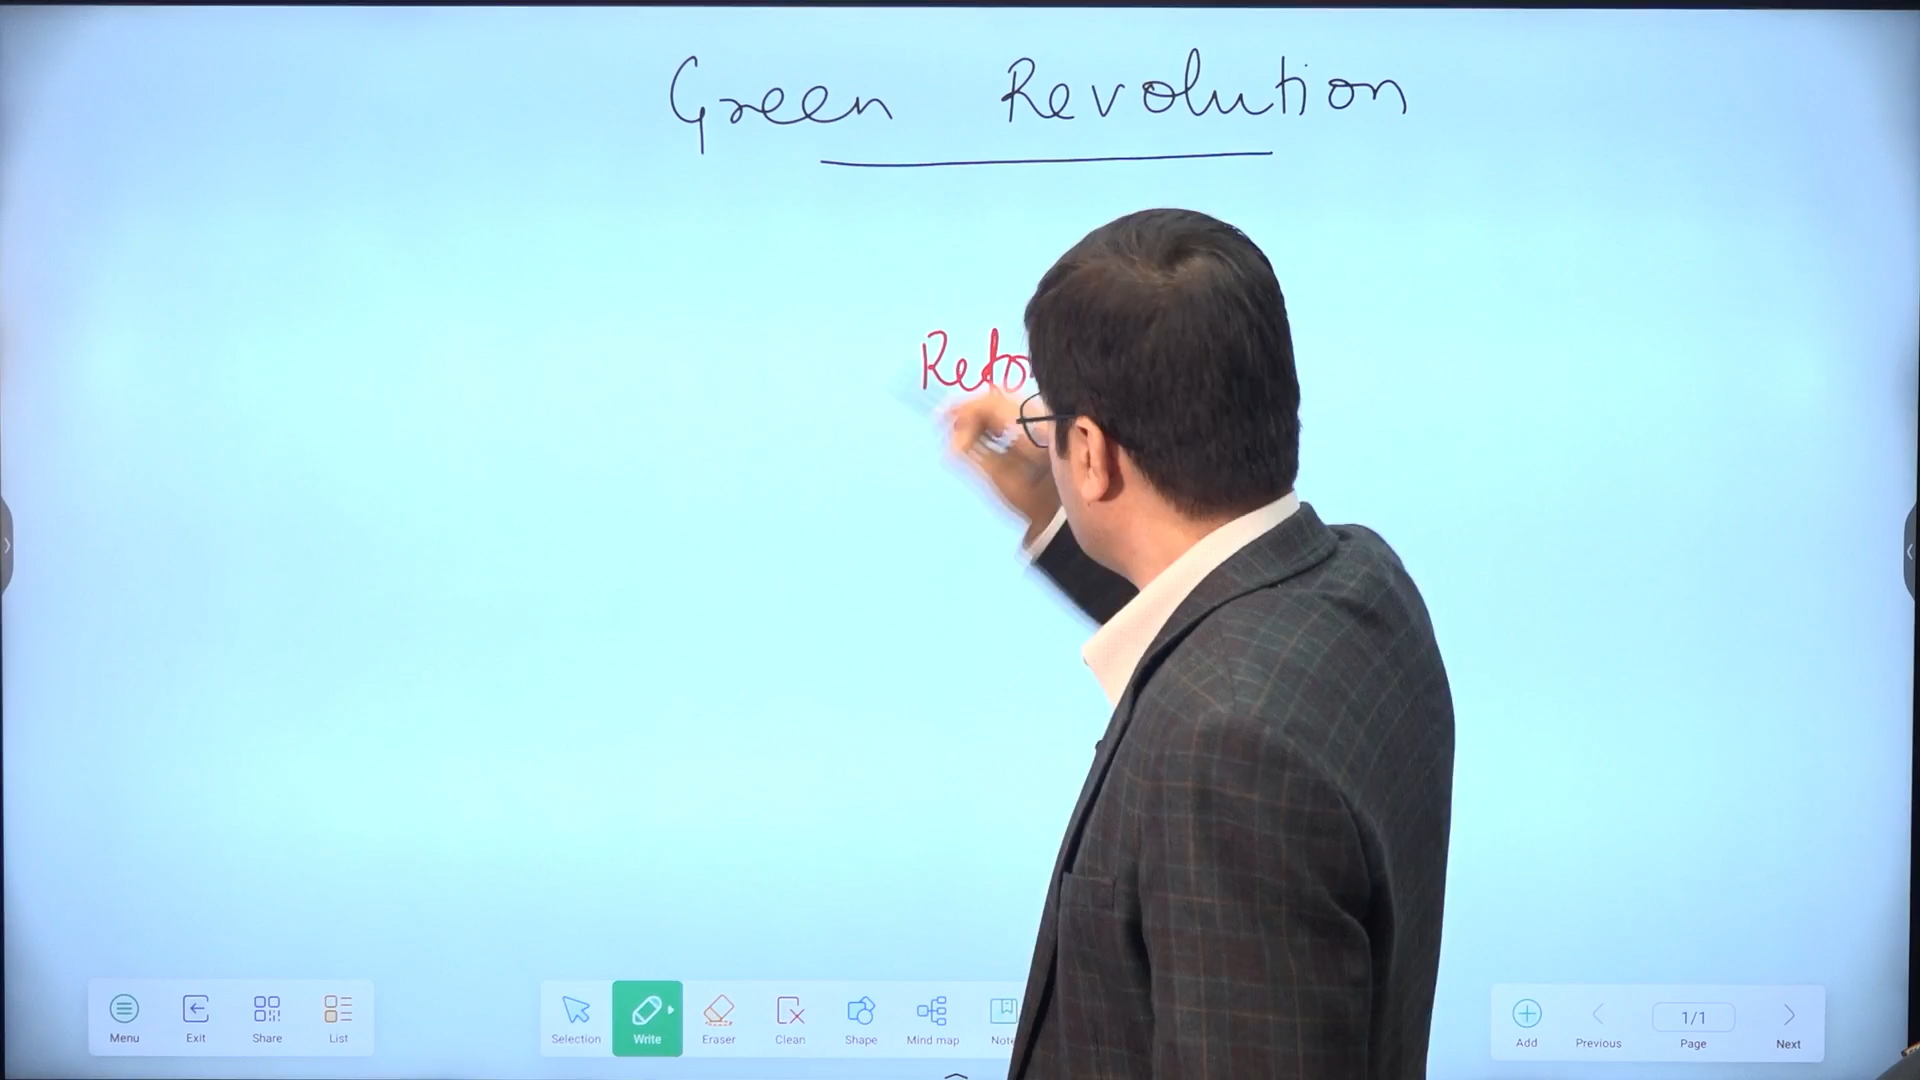 Green Revolution
Menu
Exit
Share
List
Selection
Write
Eraser
Clean
Shape
Mind map
Add
Previous
1/1
Page
Next